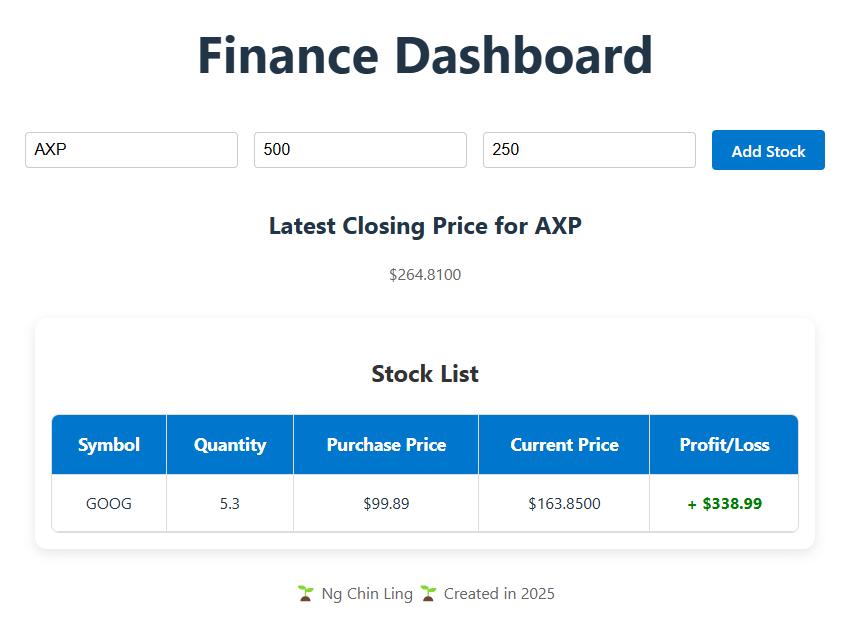 Finance Dashboard
AXP 500 250 Add Stock
Latest Closing Price for AXP
$264.8100
Stock List
Symbol Quantity Purchase Price Current Price Profit/Loss
GOOG 5.3 $99.89 $163.8500 + $338.99
🌱 Ng Chin Ling 🌱 Created in 2025